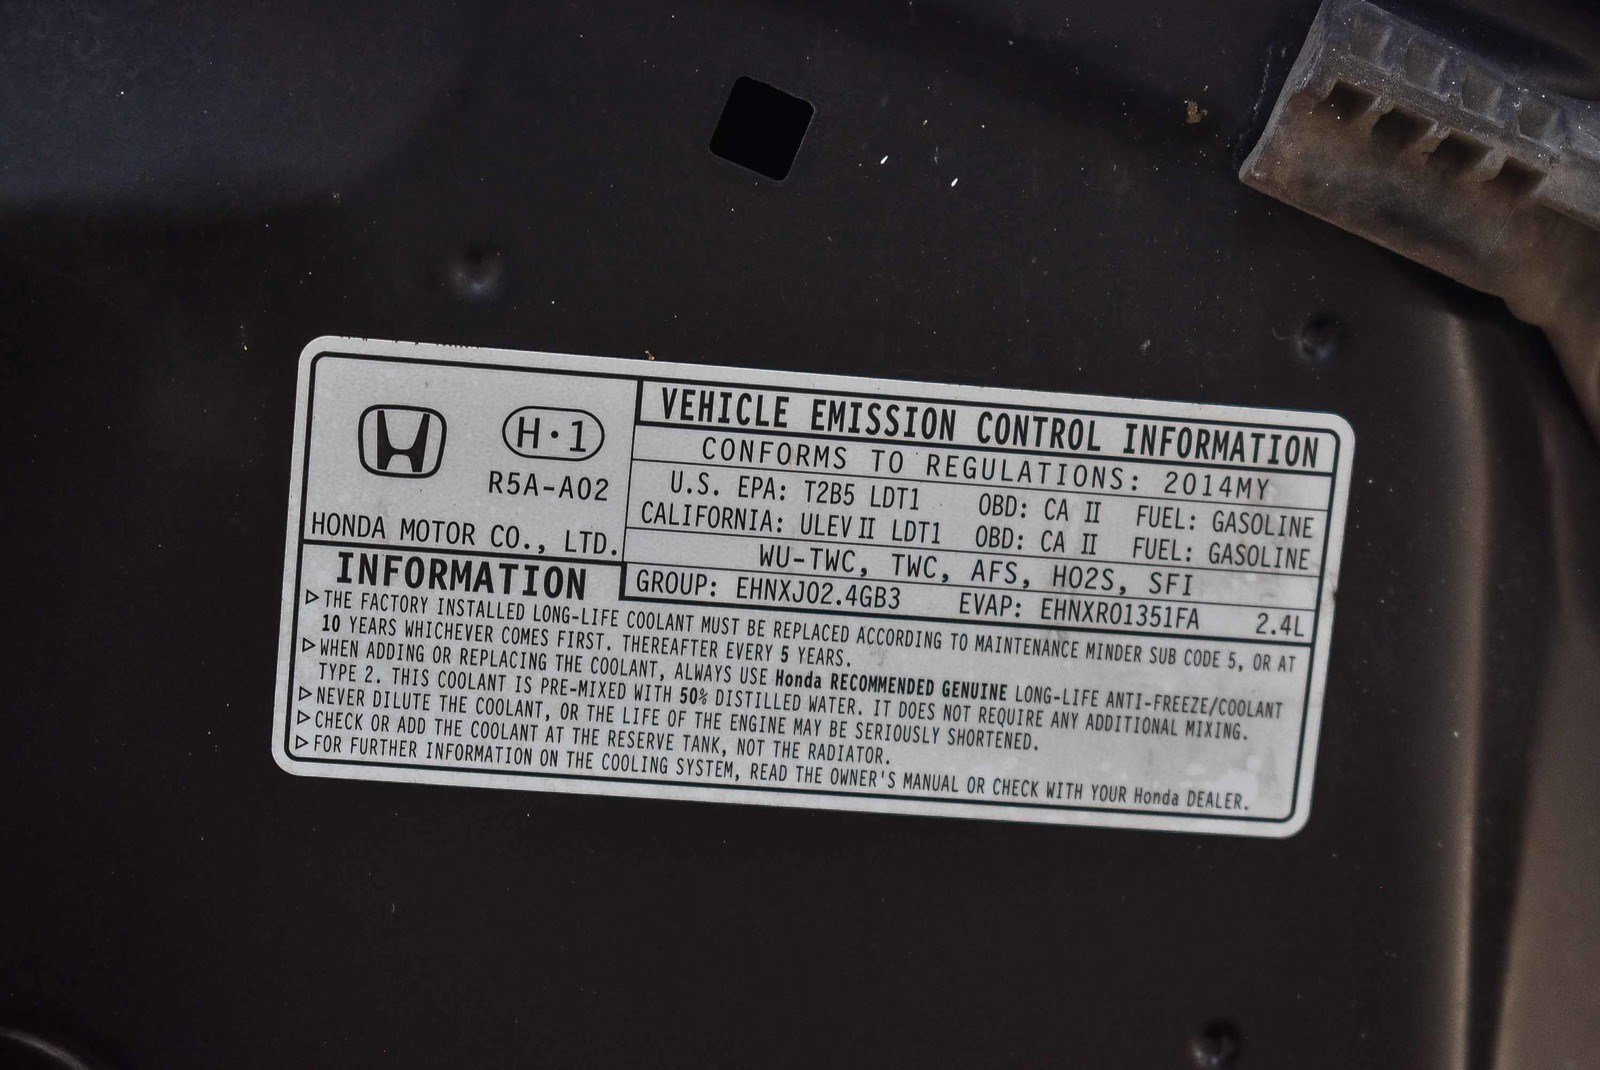 H·1
R5A-A02
HONDA MOTOR CO., LTD.
VEHICLE EMISSION CONTROL INFORMATION
CONFORMS TO REGULATIONS: 2014MY
U.S. EPA: T2B5 LDT1 OBD: CA II FUEL: GASOLINE
CALIFORNIA: ULEV II LDT1 OBD: CA II FUEL: GASOLINE
WU-TWC, TWC, AFS, HO2S, SFI
GROUP: EHNXJ02.4GB3 EVAP: EHNXR01351FA 2.4L
INFORMATION
▷THE FACTORY INSTALLED LONG-LIFE COOLANT MUST BE REPLACED ACCORDING TO MAINTENANCE MINDER SUB CODE 5, OR AT
10 YEARS WHICHEVER COMES FIRST. THEREAFTER EVERY 5 YEARS.
▷WHEN ADDING OR REPLACING THE COOLANT, ALWAYS USE Honda RECOMMENDED GENUINE LONG-LIFE ANTI-FREEZE/COOLANT
TYPE 2. THIS COOLANT IS PRE-MIXED WITH 50% DISTILLED WATER. IT DOES NOT REQUIRE ANY ADDITIONAL MIXING.
▷NEVER DILUTE THE COOLANT, OR THE LIFE OF THE ENGINE MAY BE SERIOUSLY SHORTENED.
▷CHECK OR ADD THE COOLANT AT THE RESERVE TANK, NOT THE RADIATOR.
▷FOR FURTHER INFORMATION ON THE COOLING SYSTEM, READ THE OWNER'S MANUAL OR CHECK WITH YOUR Honda DEALER.